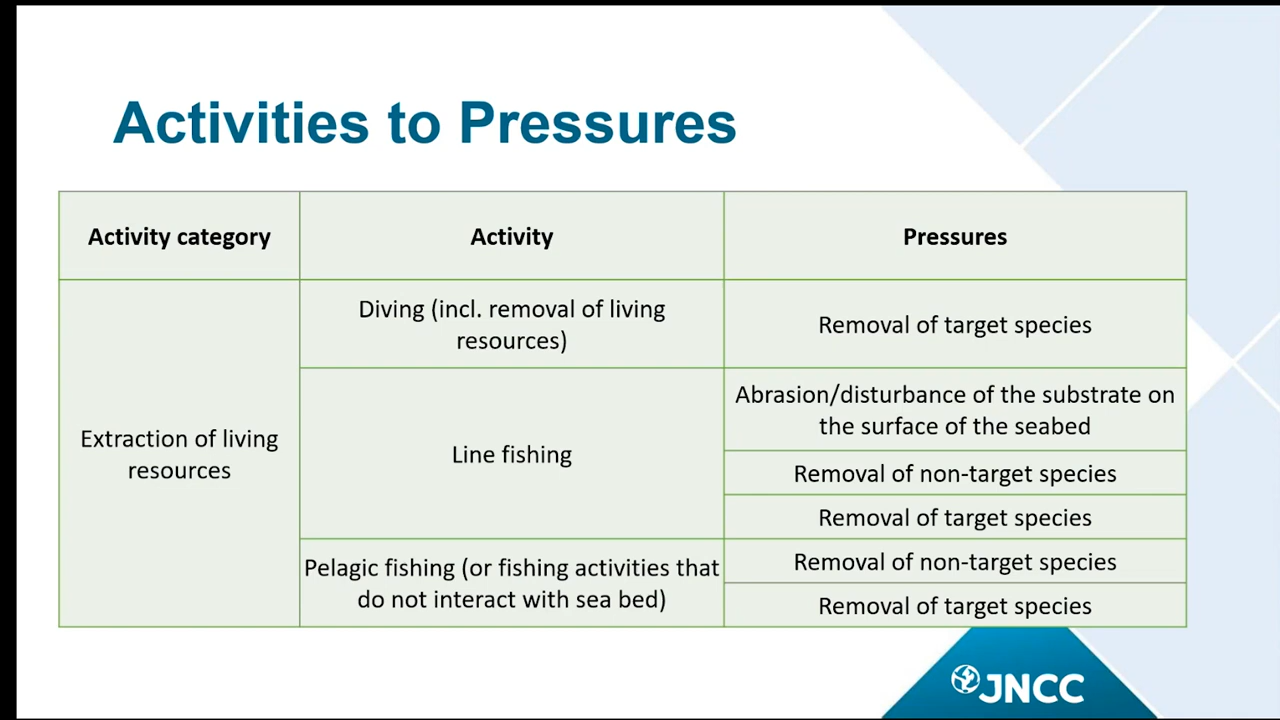 Activities to Pressures
Activity category
Activity
Pressures
Extraction of living
resources
Diving (incl. removal of living
resources)
Removal of target species
Line fishing
Abrasion/disturbance of the substrate on
the surface of the seabed
Removal of non-target species
Removal of target species
Pelagic fishing (or fishing activities that
do not interact with sea bed)
Removal of non-target species
Removal of target species
JNCC